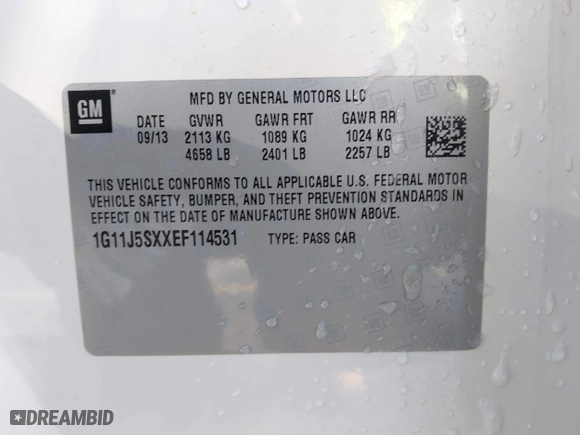 GM
MFD BY GENERAL MOTORS LLC
DATE GVWR GAWR FRT GAWR RR
09/13 2113 KG 1089 KG 1024 KG
4658 LB 2401 LB 2257 LB
THIS VEHICLE CONFORMS TO ALL APPLICABLE U.S. FEDERAL MOTOR
VEHICLE SAFETY, BUMPER, AND THEFT PREVENTION STANDARDS IN
EFFECT ON THE DATE OF MANUFACTURE SHOWN ABOVE.
1G11J5SXXEF114531 TYPE: PASS CAR
DREAMBID